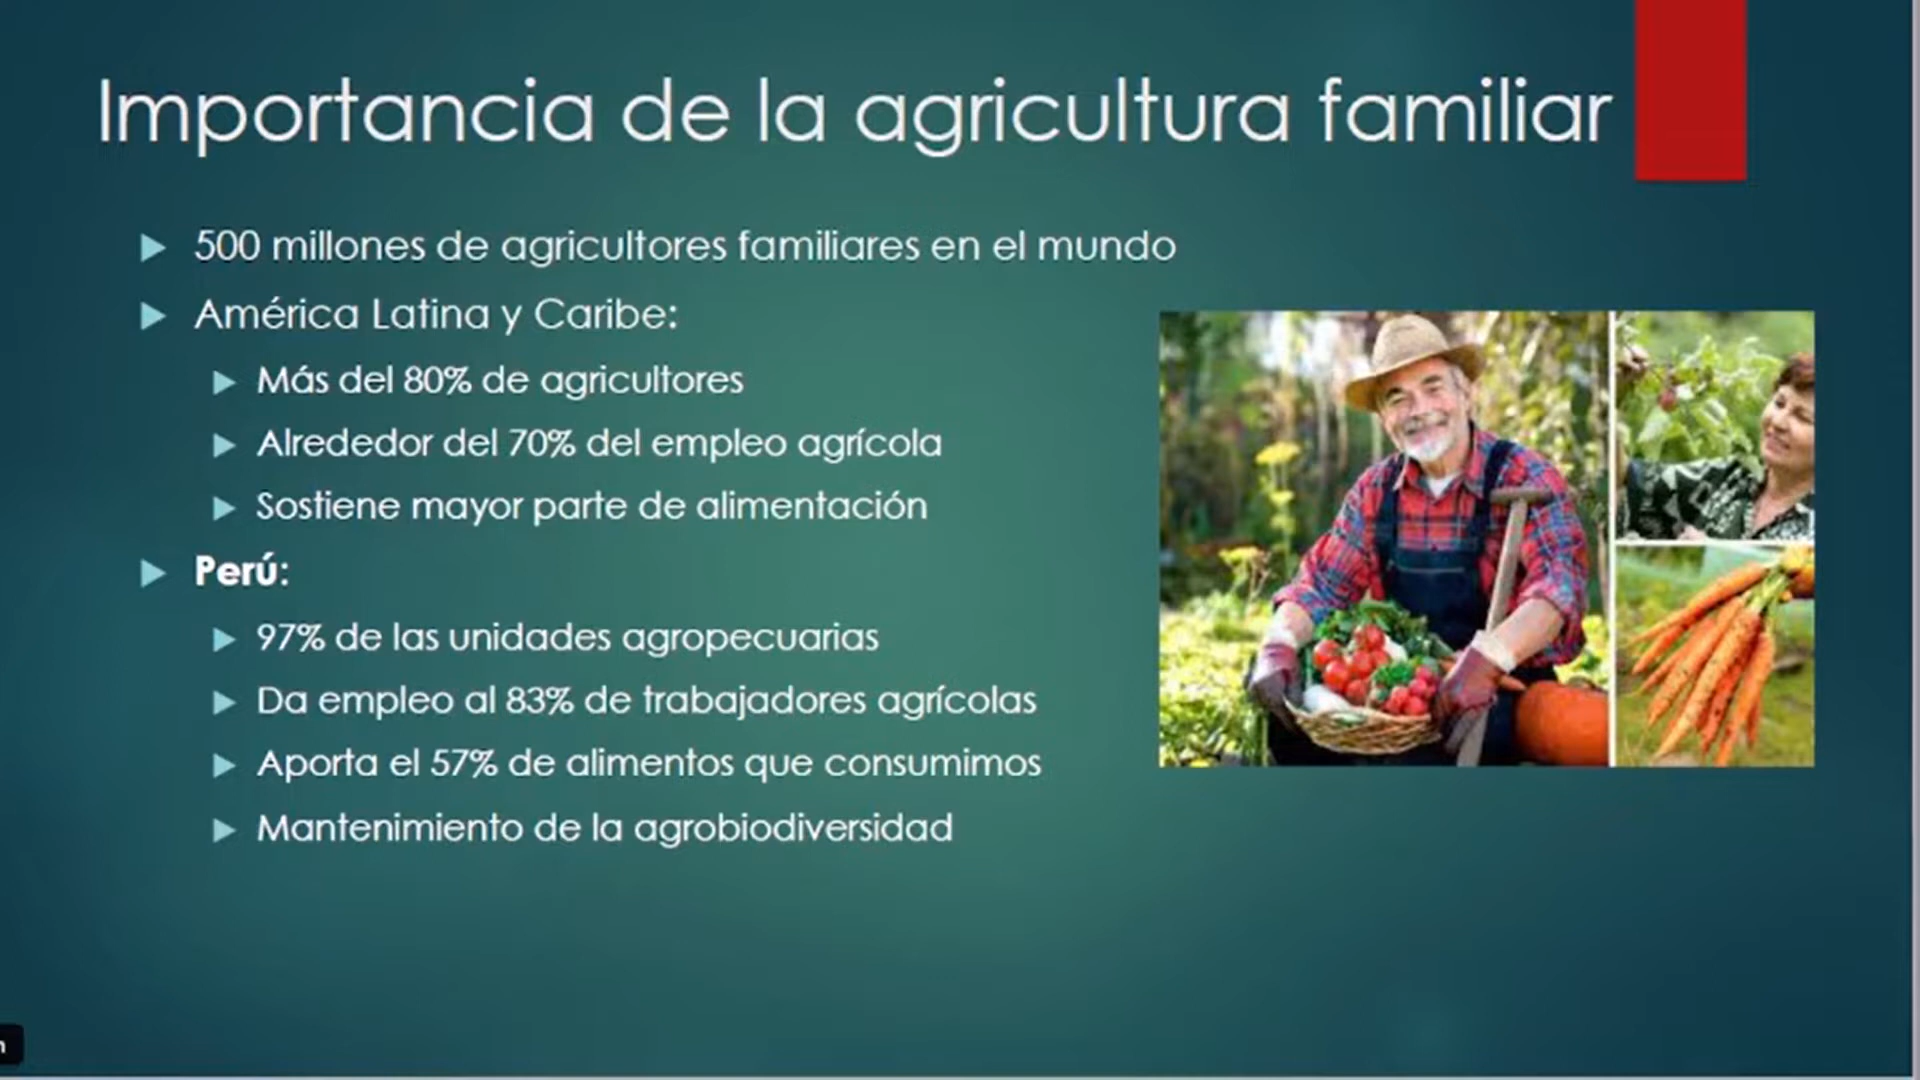 Importancia de la agricultura familiar
500 millones de agricultores familiares en el mundo
América Latina y Caribe:
Más del 80% de agricultores
Alrededor del 70% del empleo agrícola
Sostiene mayor parte de alimentación
Perú:
97% de las unidades agropecuarias
Da empleo al 83% de trabajadores agrícolas
Aporta el 57% de alimentos que consumimos
Mantenimiento de la agrobiodiversidad